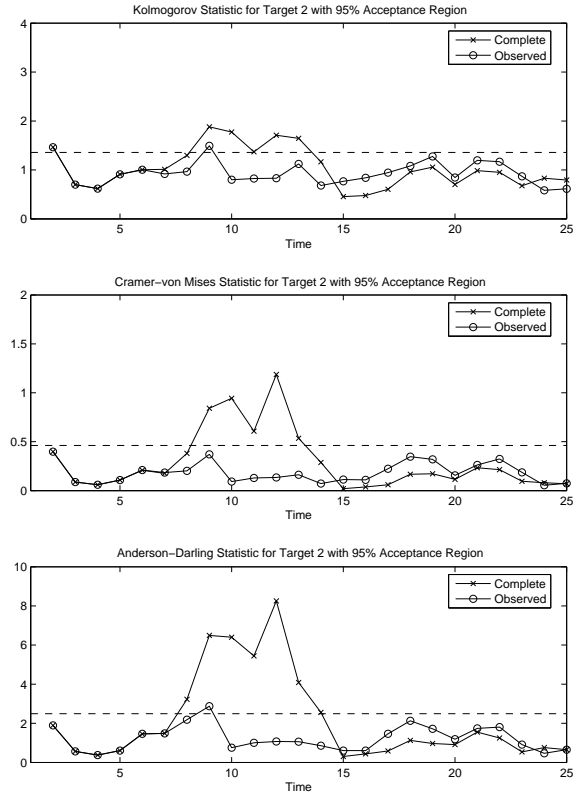 Kolmogorov Statistic for Target 2 with 95% Acceptance Region
4
3
2
1
0
Complete
Observed
5 10 15 20 25
Time
Cramer−von Mises Statistic for Target 2 with 95% Acceptance Region
2
1.5
1
0.5
0
Complete
Observed
5 10 15 20 25
Time
Anderson−Darling Statistic for Target 2 with 95% Acceptance Region
10
8
6
4
2
0
Complete
Observed
5 10 15 20 25
Time